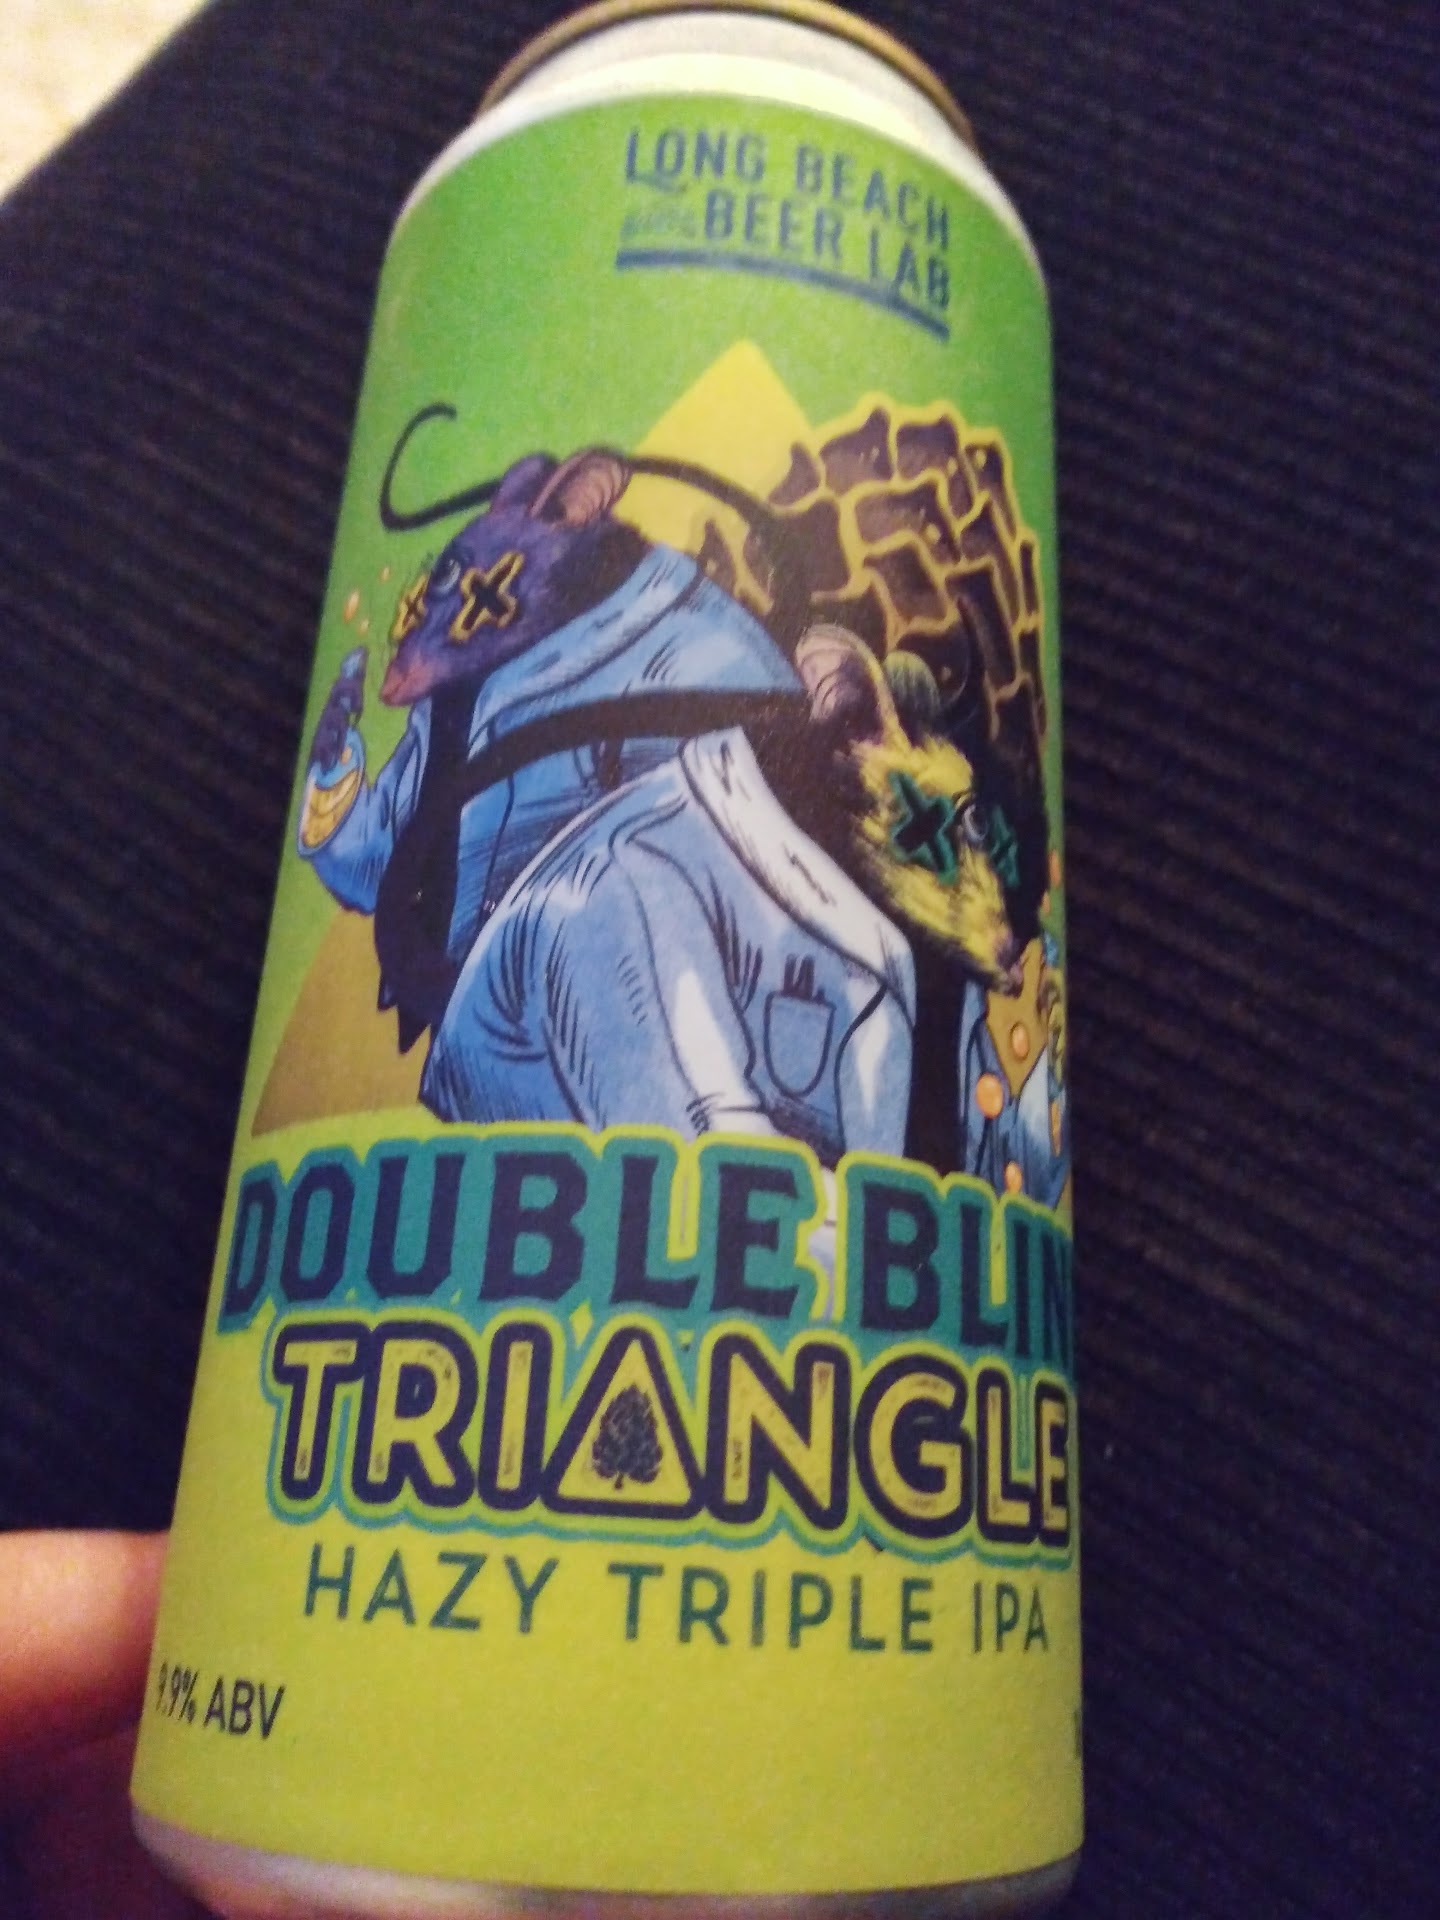 LONG BEACH
BEER LAB
DOUBLE BLIN
TRIANGLE
HAZY TRIPLE IPA
9.9% ABV